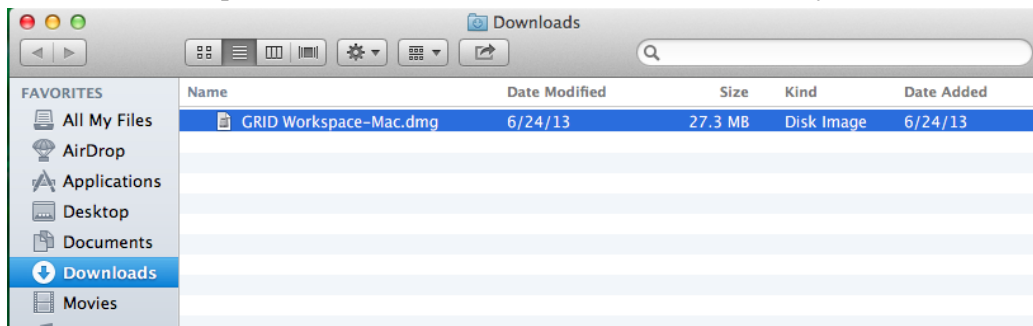 Downloads
FAVORITES
Name Date Modified Size Kind Date Added
All My Files
GRID Workspace-Mac.dmg 6/24/13 27.3 MB Disk Image 6/24/13
AirDrop
Applications
Desktop
Documents
Downloads
Movies